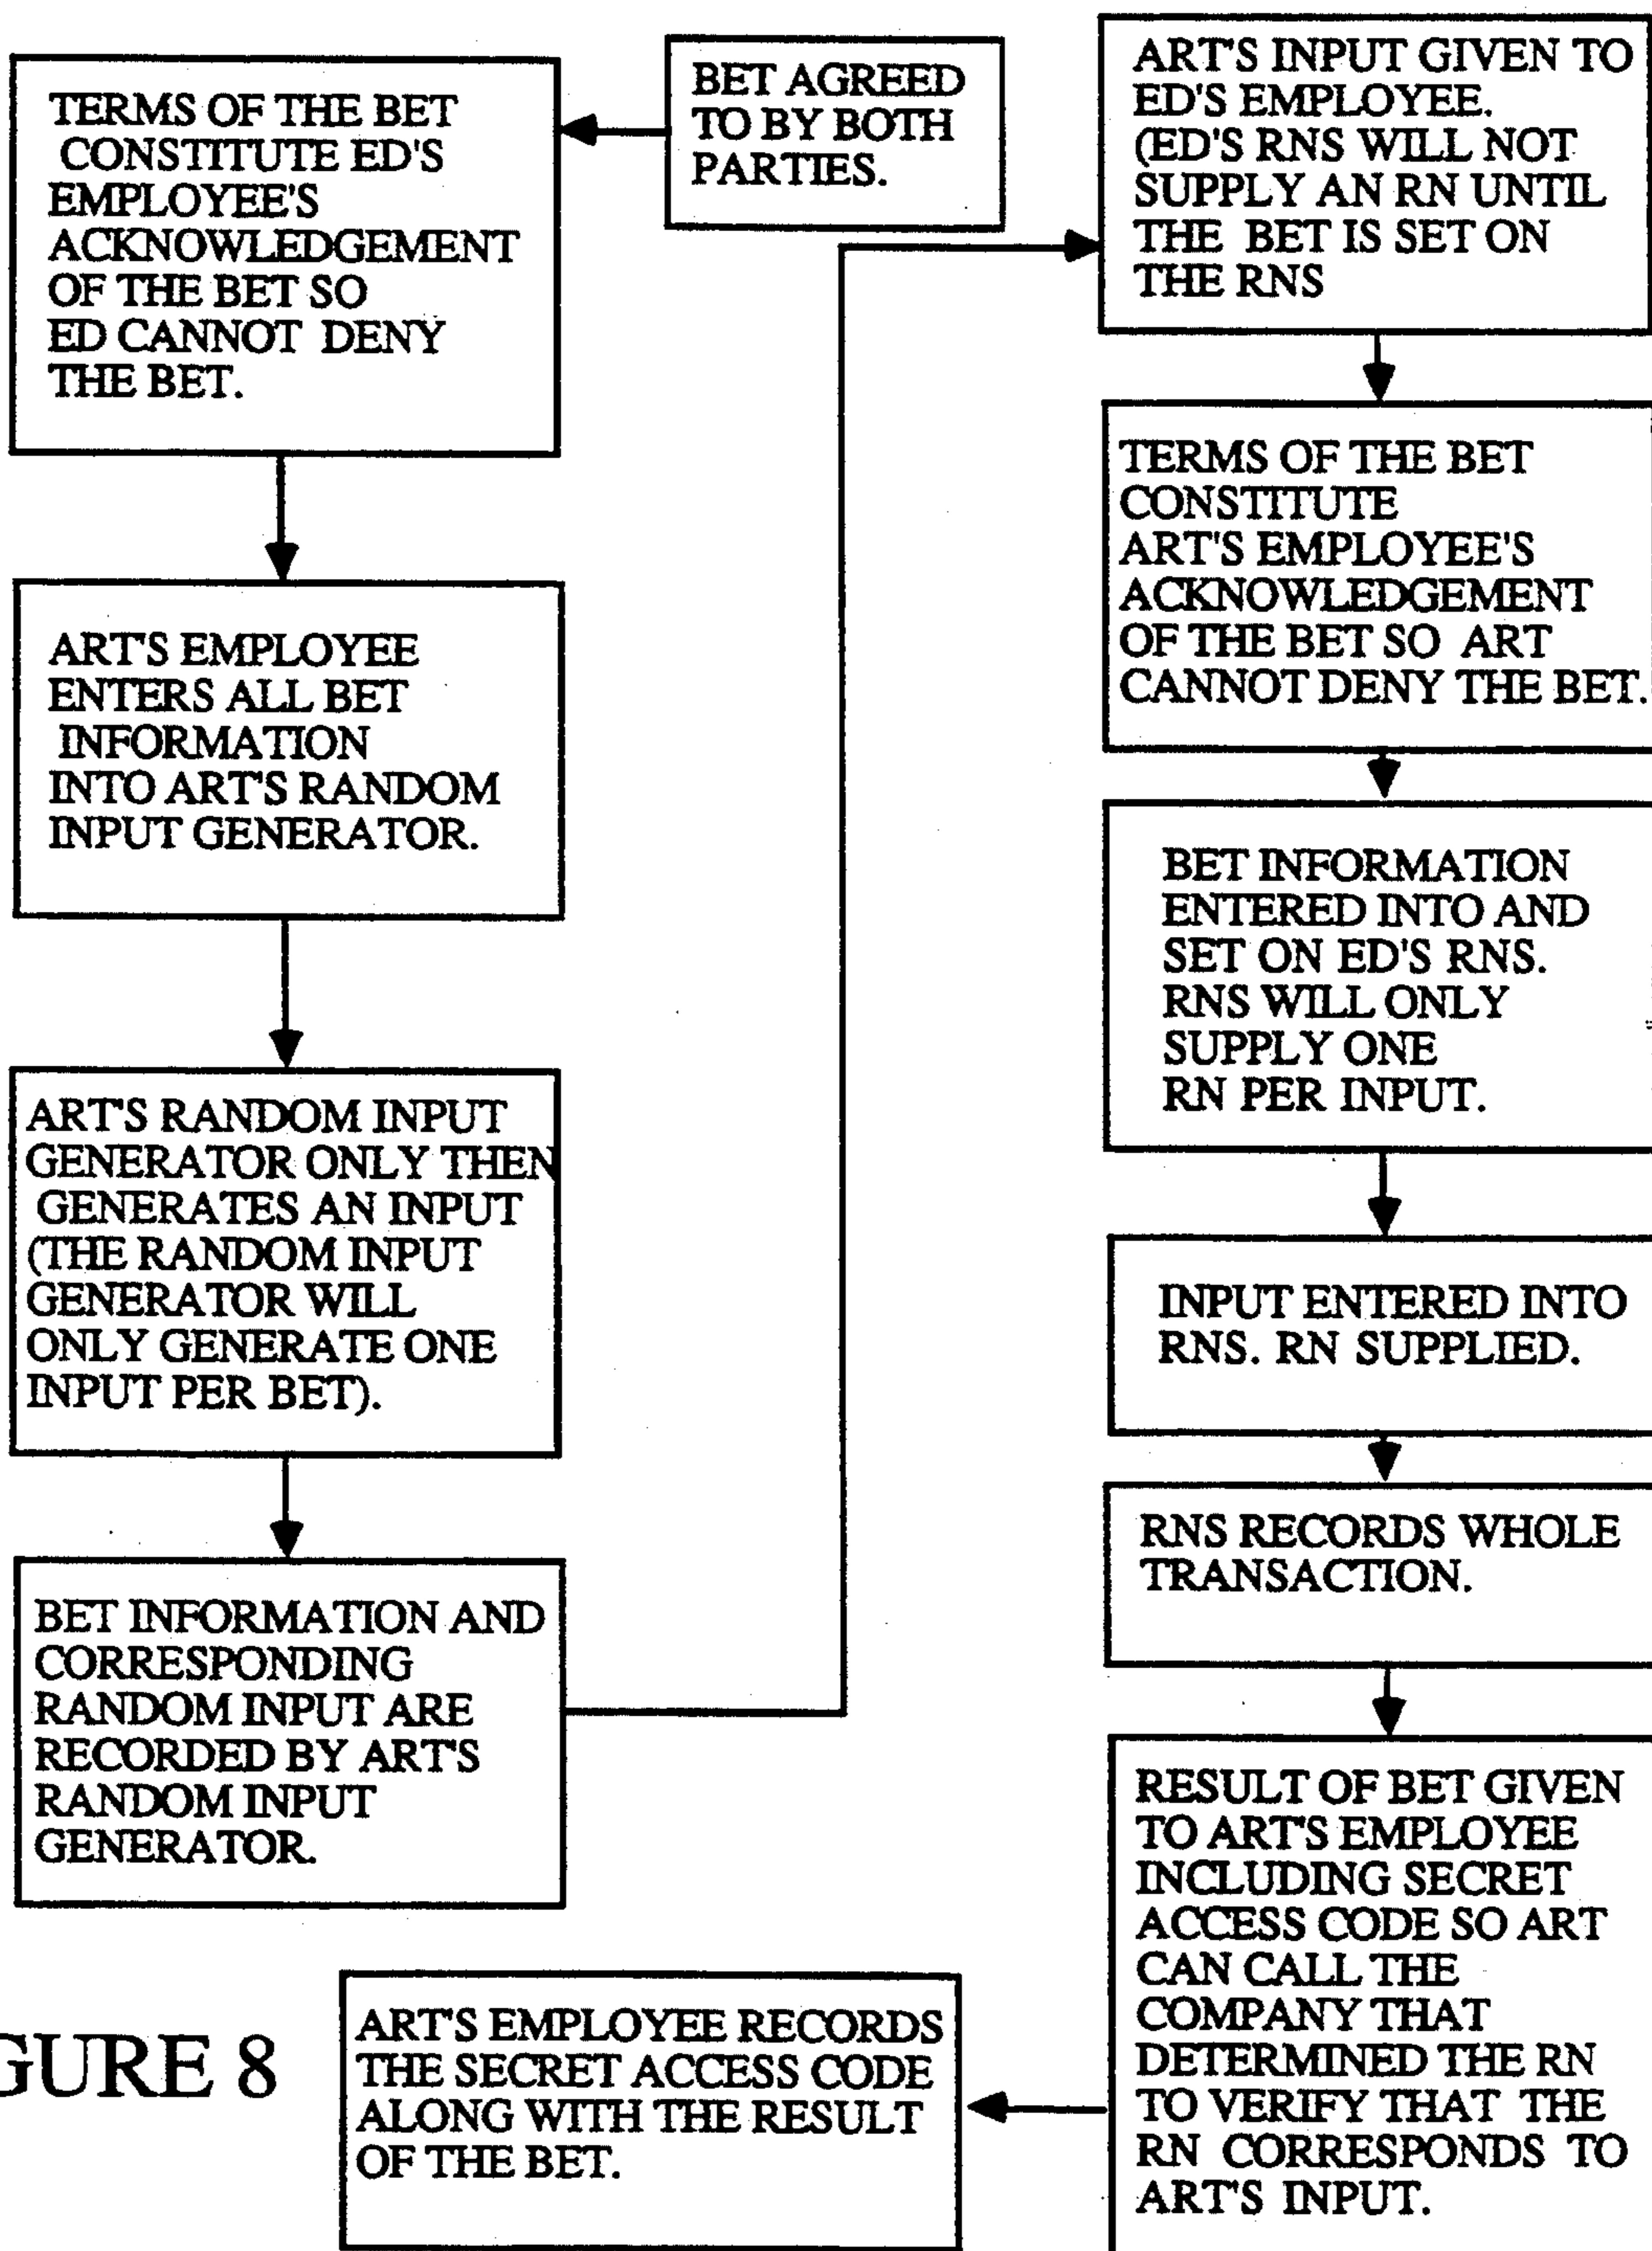 BET AGREED
TO BY BOTH
PARTIES.
TERMS OF THE BET
CONSTITUTE ED'S
EMPLOYEE'S
ACKNOWLEDGEMENT
OF THE BET SO
ED CANNOT DENY
THE BET.
ART'S EMPLOYEE
ENTERS ALL BET
INFORMATION
INTO ART'S RANDOM
INPUT GENERATOR.
ART'S RANDOM INPUT
GENERATOR ONLY THEN
GENERATES AN INPUT
(THE RANDOM INPUT
GENERATOR WILL
ONLY GENERATE ONE
INPUT PER BET).
BET INFORMATION AND
CORRESPONDING
RANDOM INPUT ARE
RECORDED BY ART'S
RANDOM INPUT
GENERATOR.
ART'S INPUT GIVEN TO
ED'S EMPLOYEE.
(ED'S RNS WILL NOT
SUPPLY AN RN UNTIL
THE BET IS SET ON
THE RNS
TERMS OF THE BET
CONSTITUTE
ART'S EMPLOYEE'S
ACKNOWLEDGEMENT
OF THE BET SO ART
CANNOT DENY THE BET.
BET INFORMATION
ENTERED INTO AND
SET ON ED'S RNS.
RNS WILL ONLY
SUPPLY ONE
RN PER INPUT.
INPUT ENTERED INTO
RNS. RN SUPPLIED.
RNS RECORDS WHOLE
TRANSACTION.
RESULT OF BET GIVEN
TO ART'S EMPLOYEE
INCLUDING SECRET
ACCESS CODE SO ART
CAN CALL THE
COMPANY THAT
DETERMINED THE RN
TO VERIFY THAT THE
RN CORRESPONDS TO
ART'S INPUT.
ART'S EMPLOYEE RECORDS
THE SECRET ACCESS CODE
ALONG WITH THE RESULT
OF THE BET.
GURE 8